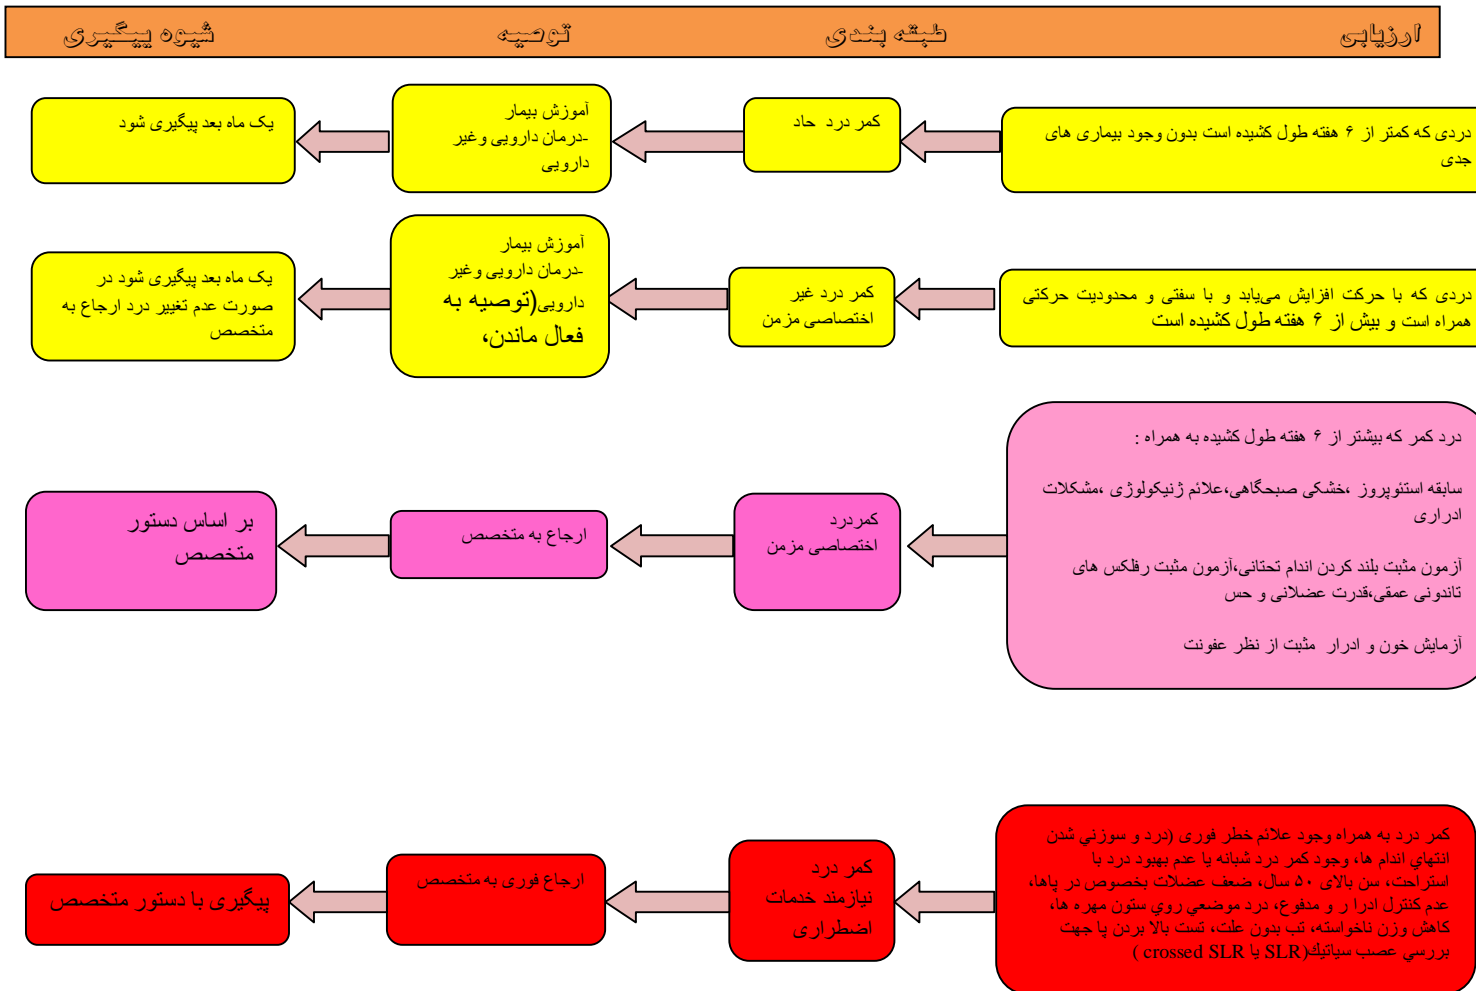 ارزیابی
طبقه بندی
توصیه
شیوه پیگیری
دردی که کمتر از ۶ هفته طول کشیده است بدون وجود بیماری های
جدی
کمر درد حاد
آموزش بیمار
-درمان دارویی وغیر
دارویی
یک ماه بعد پیگیری شود
دردی که با حرکت افزایش می‌یابد و با سفتی و محدودیت حرکتی
همراه است و بیش از ۶ هفته طول کشیده است
کمر درد غیر
اختصاصی مزمن
آموزش بیمار
-درمان دارویی وغیر
دارویی(توصیه به
فعال ماندن،
یک ماه بعد پیگیری شود در
صورت عدم تغییر درد ارجاع به
متخصص
درد کمر که بیشتر از ۶ هفته طول کشیده به همراه :
سابقه استئوپروز ،خشکی صبحگاهی،علائم ژنیکولوژی ،مشکلات
ادراری
آزمون مثبت بلند کردن اندام تحتانی،آزمون مثبت رفلکس های
تاندونی عمقی،قدرت عضلانی و حس
آزمایش خون و ادرار مثبت از نظر عفونت
کمردرد
اختصاصی مزمن
ارجاع به متخصص
بر اساس دستور
متخصص
کمر درد به همراه وجود علائم خطر فوری (درد و سوزني شدن
انتهاي اندام ها، وجود کمر درد شبانه یا عدم بهبود درد با
استراحت، سن بالای ۵۰ سال، ضعف عضلات بخصوص در پاها،
عدم کنترل ادرا ر و مدفوع، درد موضعي روي ستون مهره ها،
کاهش وزن ناخواسته، تب بدون علت، تست بالا بردن پا جهت
بررسي عصب سیاتیك(SLR یا crossed SLR )
کمر درد
نیازمند خدمات
اضطراری
ارجاع فوری به متخصص
پیگیری با دستور متخصص